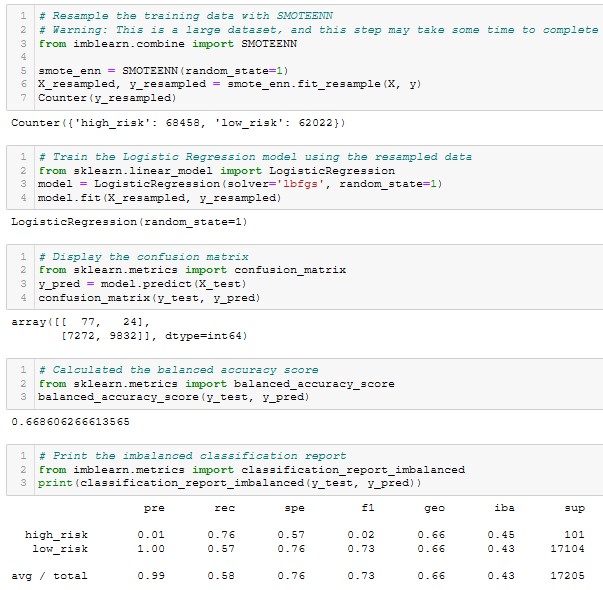 1 # Resample the training data with SMOTEENN
2 # Warning: This is a large dataset, and this step may take some time to complete
3 from imblearn.combine import SMOTEENN
4
5 smote_enn = SMOTEENN(random_state=1)
6 X_resampled, y_resampled = smote_enn.fit_resample(X, y)
7 Counter(y_resampled)
Counter({'high_risk': 68458, 'low_risk': 62022})
1 # Train the Logistic Regression model using the resampled data
2 from sklearn.linear_model import LogisticRegression
3 model = LogisticRegression(solver='lbfgs', random_state=1)
4 model.fit(X_resampled, y_resampled)
LogisticRegression(random_state=1)
1 # Display the confusion matrix
2 from sklearn.metrics import confusion_matrix
3 y_pred = model.predict(X_test)
4 confusion_matrix(y_test, y_pred)
array([[ 77, 24],
[7272, 9832]], dtype=int64)
1 # Calculated the balanced accuracy score
2 from sklearn.metrics import balanced_accuracy_score
3 balanced_accuracy_score(y_test, y_pred)
0.668606266613565
1 # Print the imbalanced classification report
2 from imblearn.metrics import classification_report_imbalanced
3 print(classification_report_imbalanced(y_test, y_pred))
pre rec spe f1 geo iba sup
high_risk 0.01 0.76 0.57 0.02 0.66 0.45 101
low_risk 1.00 0.57 0.76 0.73 0.66 0.43 17104
avg / total 0.99 0.58 0.76 0.73 0.66 0.43 17205